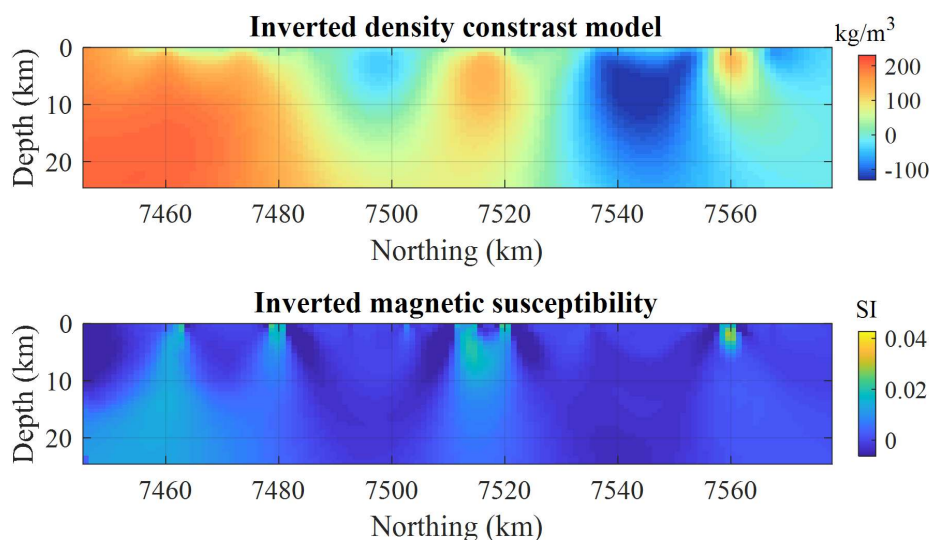 Inverted density constrast model
kg/m³
Depth (km)
0
10
20
200
100
0
-100
7460 7480 7500 7520 7540 7560
Northing (km)
Inverted magnetic susceptibility
SI
Depth (km)
0
10
20
0.04
0.02
0
7460 7480 7500 7520 7540 7560
Northing (km)